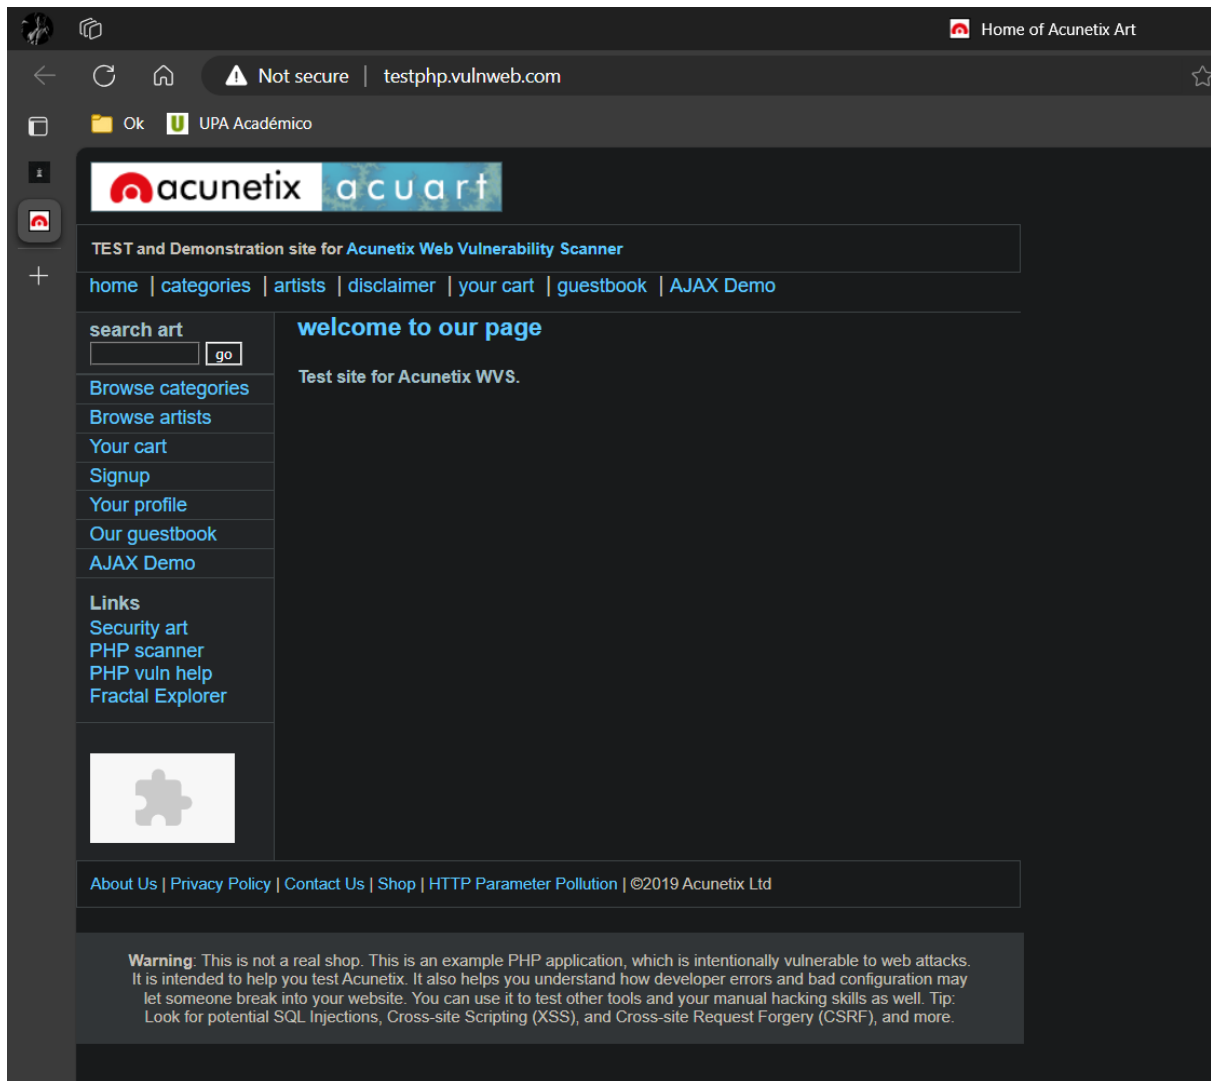 Home of Acunetix Art
Not secure | testphp.vulnweb.com
Ok UPA Académico
acunetix acuart
TEST and Demonstration site for Acunetix Web Vulnerability Scanner
home | categories | artists | disclaimer | your cart | guestbook | AJAX Demo
search art
go
welcome to our page
Test site for Acunetix WVS.
Browse categories
Browse artists
Your cart
Signup
Your profile
Our guestbook
AJAX Demo
Links
Security art
PHP scanner
PHP vuln help
Fractal Explorer
About Us | Privacy Policy | Contact Us | Shop | HTTP Parameter Pollution | ©2019 Acunetix Ltd
Warning: This is not a real shop. This is an example PHP application, which is intentionally vulnerable to web attacks.
It is intended to help you test Acunetix. It also helps you understand how developer errors and bad configuration may
let someone break into your website. You can use it to test other tools and your manual hacking skills as well. Tip:
Look for potential SQL Injections, Cross-site Scripting (XSS), and Cross-site Request Forgery (CSRF), and more.